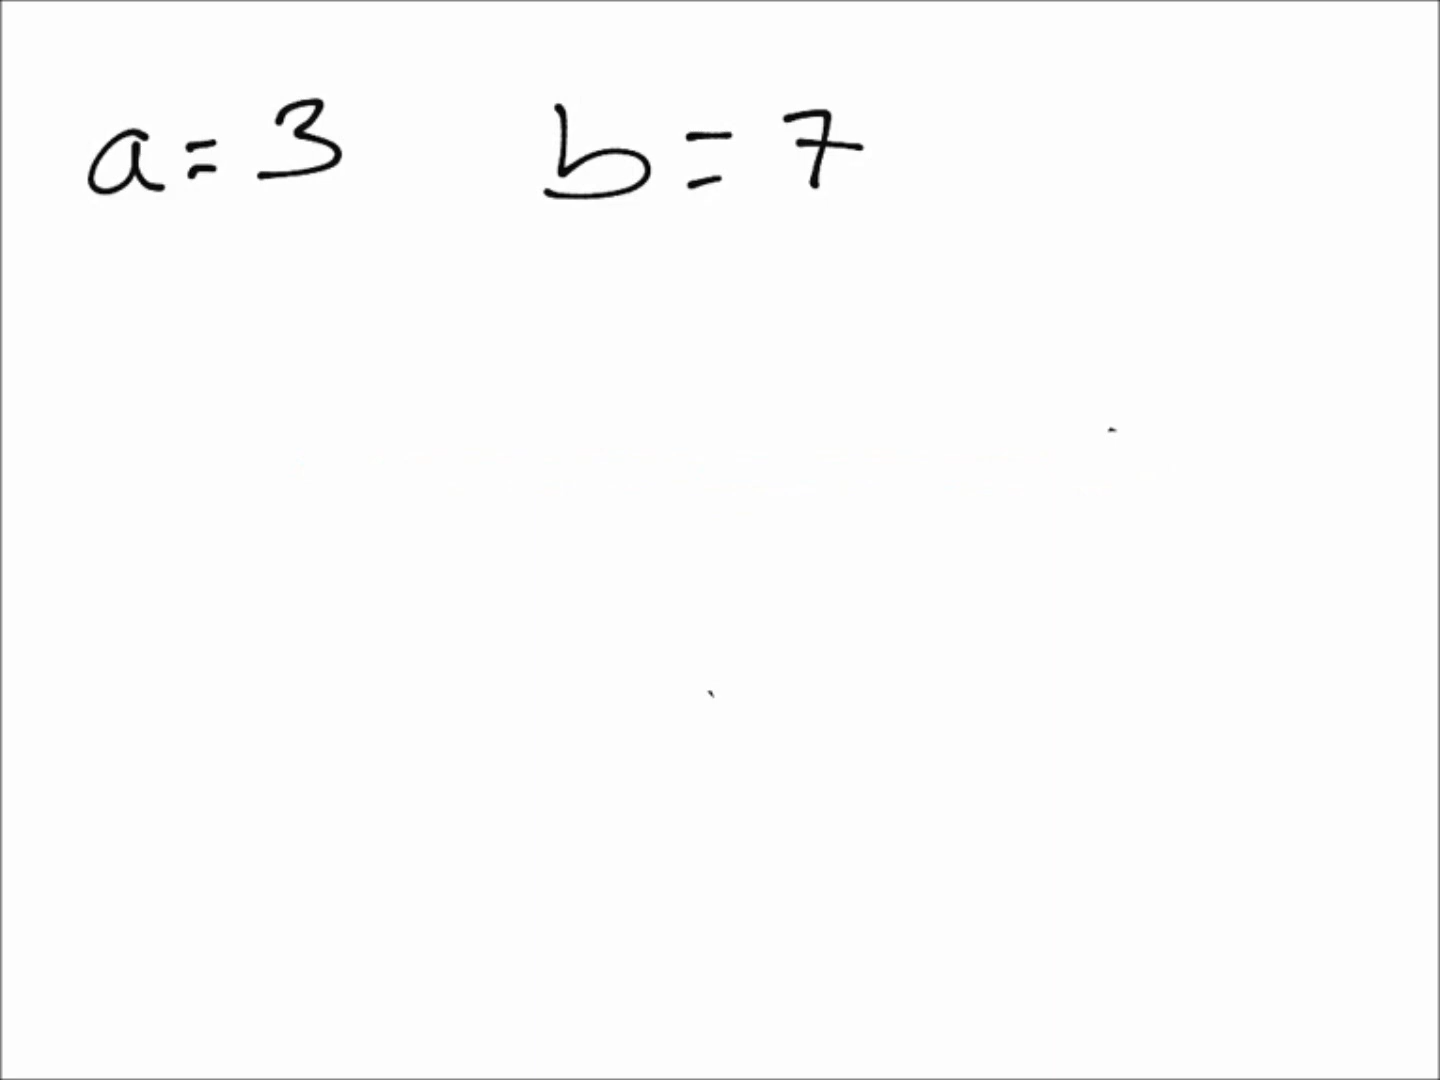 a = 3 b = 7